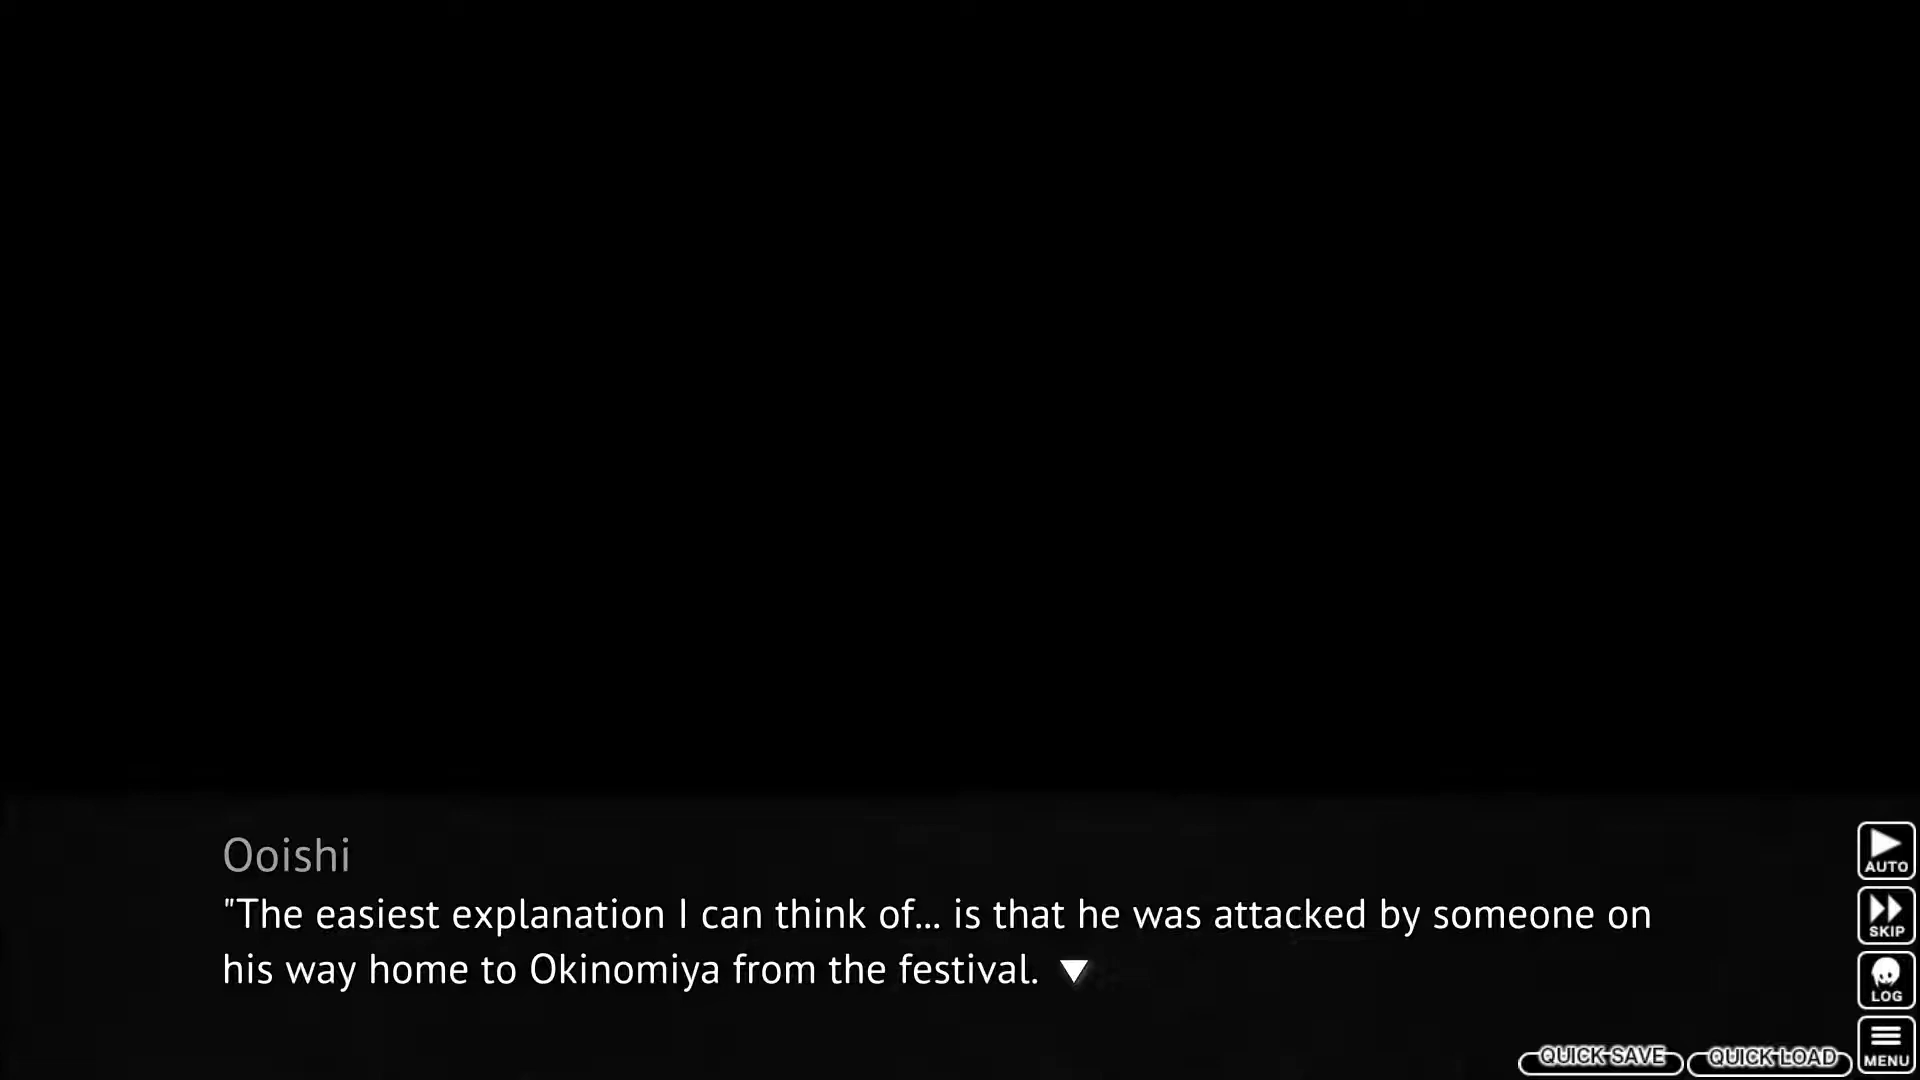 Ooishi
"The easiest explanation I can think of... is that he was attacked by someone on
his way home to Okinomiya from the festival.
AUTO
SKIP
LOG
MENU
QUICK SAVE
QUICK LOAD